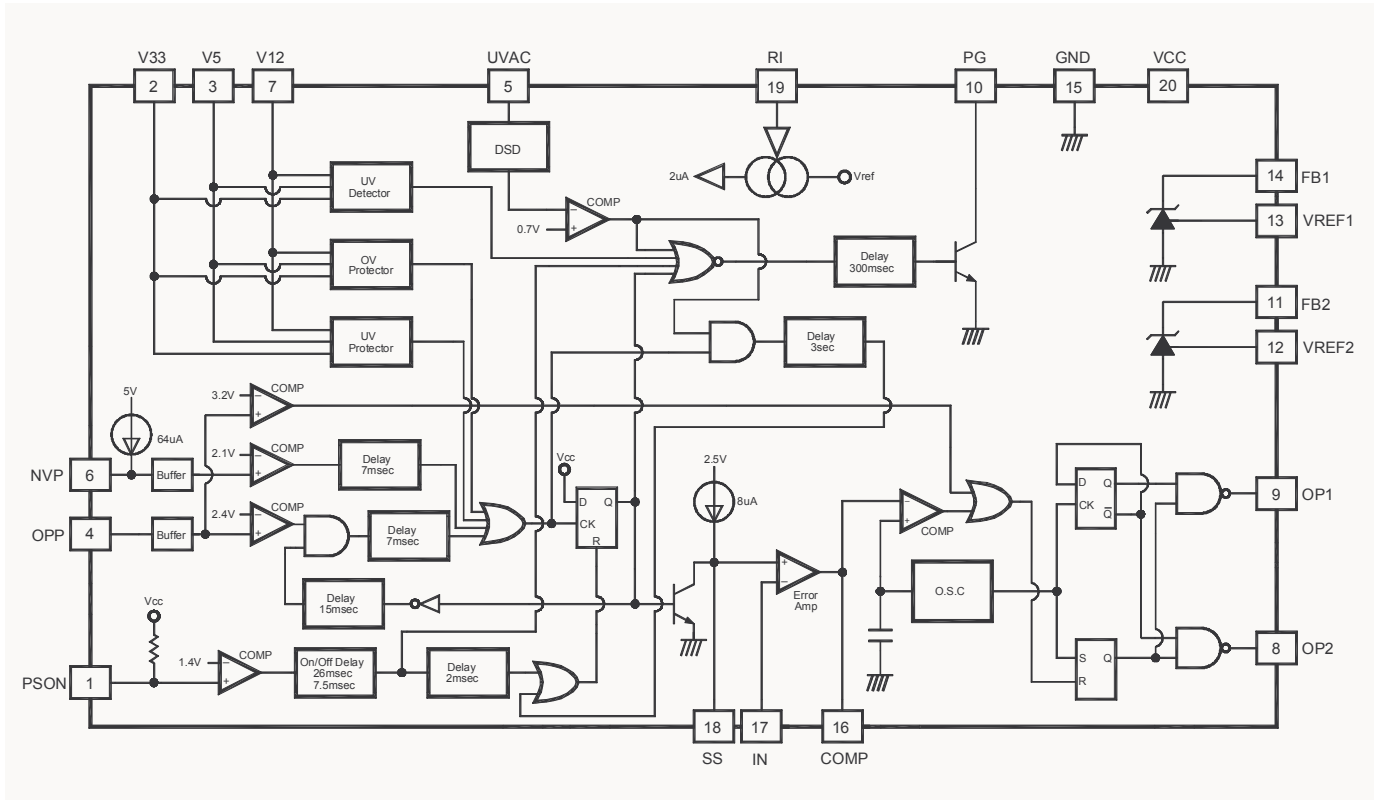 V33 V5 V12 UVAC RI PG GND VCC
2 3 7 5 19 10 15 20
DSD
UV
Detector
2uA
Vref
14 FB1
COMP
−
+
0.7V
13 VREF1
OV
Protector
Delay
300msec
11 FB2
UV
Protector
Delay
3sec
12 VREF2
5V
64uA
3.2V
−
+
COMP
2.1V
−
+
COMP
Delay
7msec
NVP 6
Buffer
2.4V
−
+
COMP
OPP 4
Buffer
Delay
7msec
Vcc
D Q
CK
R
2.5V
8uA
−
+
COMP
D Q
CK
Q̅
9 OP1
Delay
15msec
+
−
Error
Amp
O.S.C
Vcc
1.4V
−
+
COMP
PSON 1
On/Off Delay
26msec
7.5msec
Delay
2msec
S Q
R
8 OP2
18 17 16
SS IN COMP